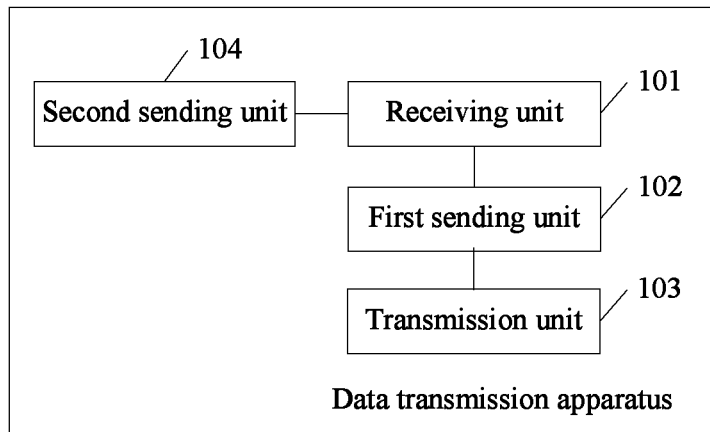 104
Second sending unit
Receiving unit
101
First sending unit
102
Transmission unit
103
Data transmission apparatus